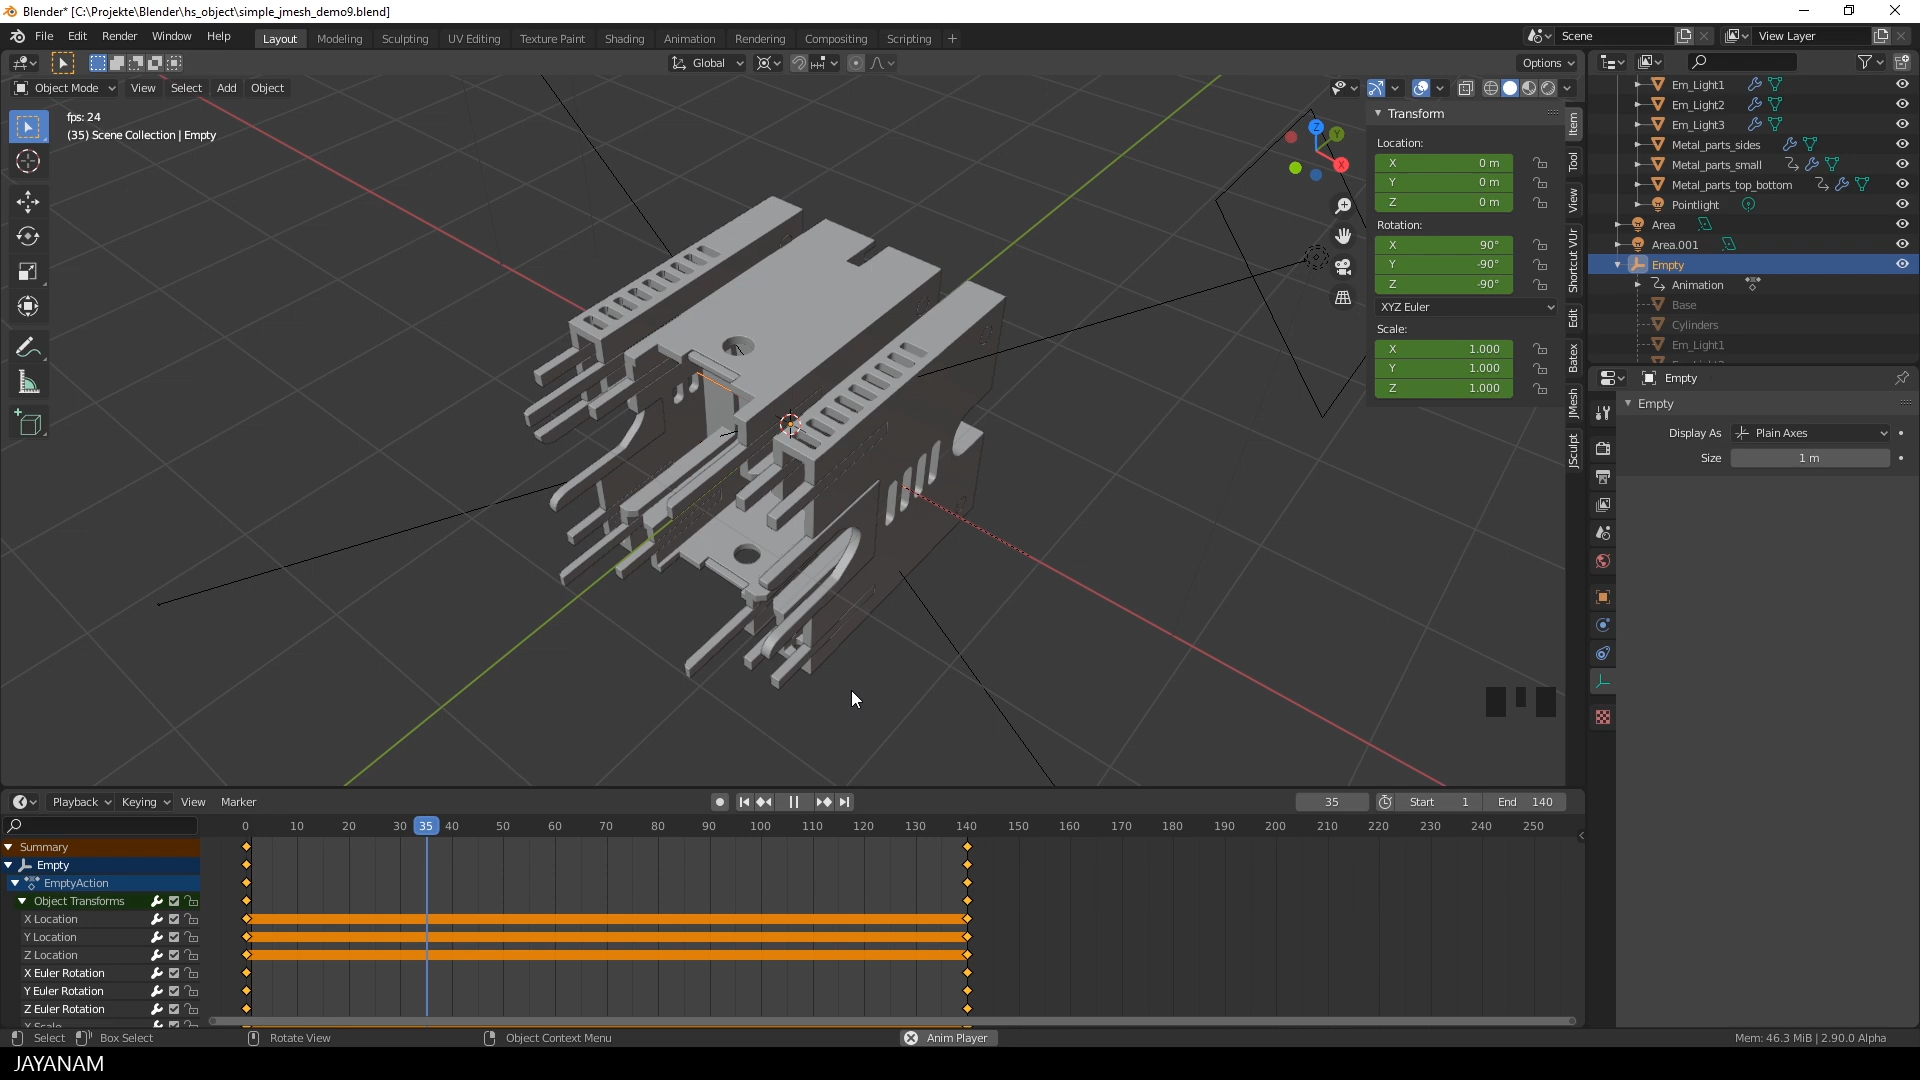 Blender* [C:\Projekte\Blender\hs_object\simple_jmesh_demo9.blend]
File Edit Render Window Help Layout Modeling Sculpting UV Editing Texture Paint Shading Animation Rendering Compositing Scripting + Scene View Layer
Global Options
Object Mode View Select Add Object
fps: 24
(35) Scene Collection | Empty
Z
Y
X
Transform
Location:
X 0 m
Y 0 m
Z 0 m
Rotation:
X 90°
Y -90°
Z -90°
XYZ Euler
Scale:
X 1.000
Y 1.000
Z 1.000
Item
Tool
View
Shortcut VUr
Edit
Batex
JMesh
JSculpt
Em_Light1
Em_Light2
Em_Light3
Metal_parts_sides
Metal_parts_small
Metal_parts_top_bottom
Pointlight
Area
Area.001
Empty
Animation
Base
Cylinders
Em_Light1
Empty
Empty
Display As Plain Axes
Size 1 m
Playback Keying View Marker 35 Start 1 End 140
0 10 20 30 35 40 50 60 70 80 90 100 110 120 130 140 150 160 170 180 190 200 210 220 230 240 250
Summary
Empty
EmptyAction
Object Transforms
X Location
Y Location
Z Location
X Euler Rotation
Y Euler Rotation
Z Euler Rotation
X Scale
Select Box Select Rotate View Object Context Menu Anim Player Mem: 46.3 MiB | 2.90.0 Alpha
JAYANAM